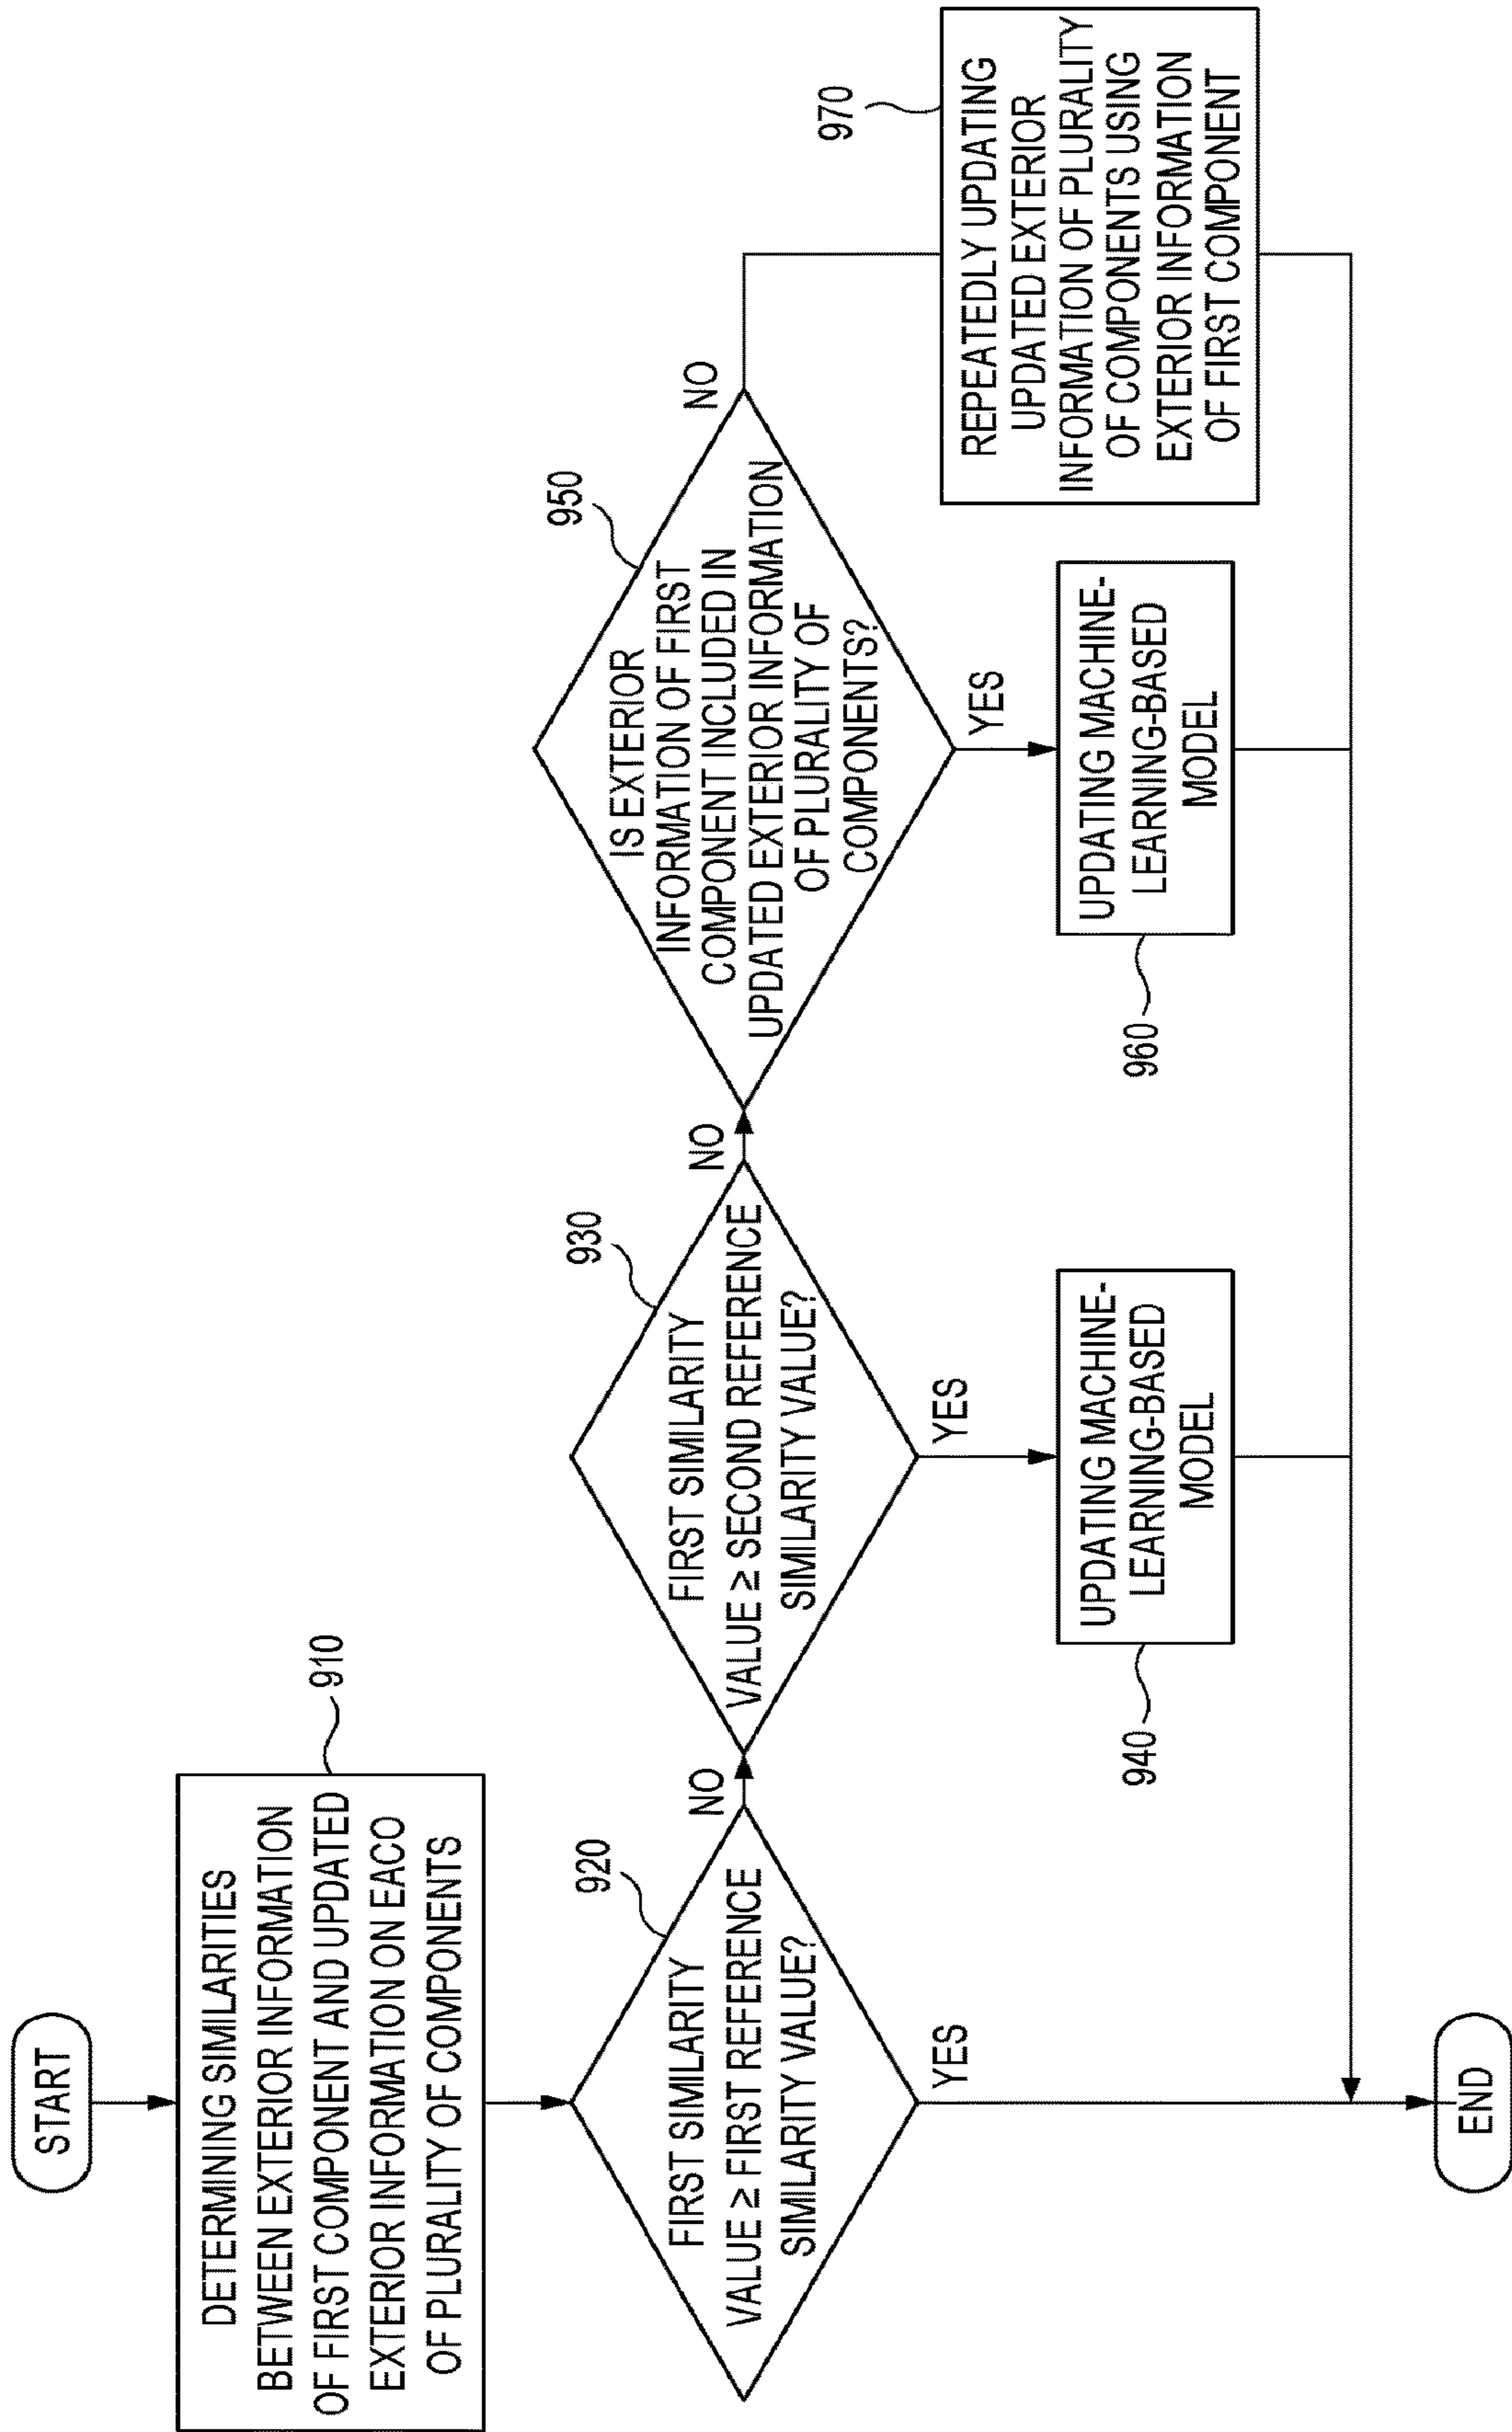 START
910
DETERMINING SIMILARITIES
BETWEEN EXTERIOR INFORMATION
OF FIRST COMPONENT AND UPDATED
EXTERIOR INFORMATION ON EACO
OF PLURALITY OF COMPONENTS
920
FIRST SIMILARITY
VALUE ≥ FIRST REFERENCE
SIMILARITY VALUE?
NO
YES
930
FIRST SIMILARITY
VALUE ≥ SECOND REFERENCE
SIMILARITY VALUE?
NO
YES
940
UPDATING MACHINE-
LEARNING-BASED
MODEL
950
IS EXTERIOR
INFORMATION OF FIRST
COMPONENT INCLUDED IN
UPDATED EXTERIOR INFORMATION
OF PLURALITY OF
COMPONENTS?
NO
YES
960
UPDATING MACHINE-
LEARNING-BASED
MODEL
970
REPEATEDLY UPDATING
UPDATED EXTERIOR
INFORMATION OF PLURALITY
OF COMPONENTS USING
EXTERIOR INFORMATION
OF FIRST COMPONENT
END